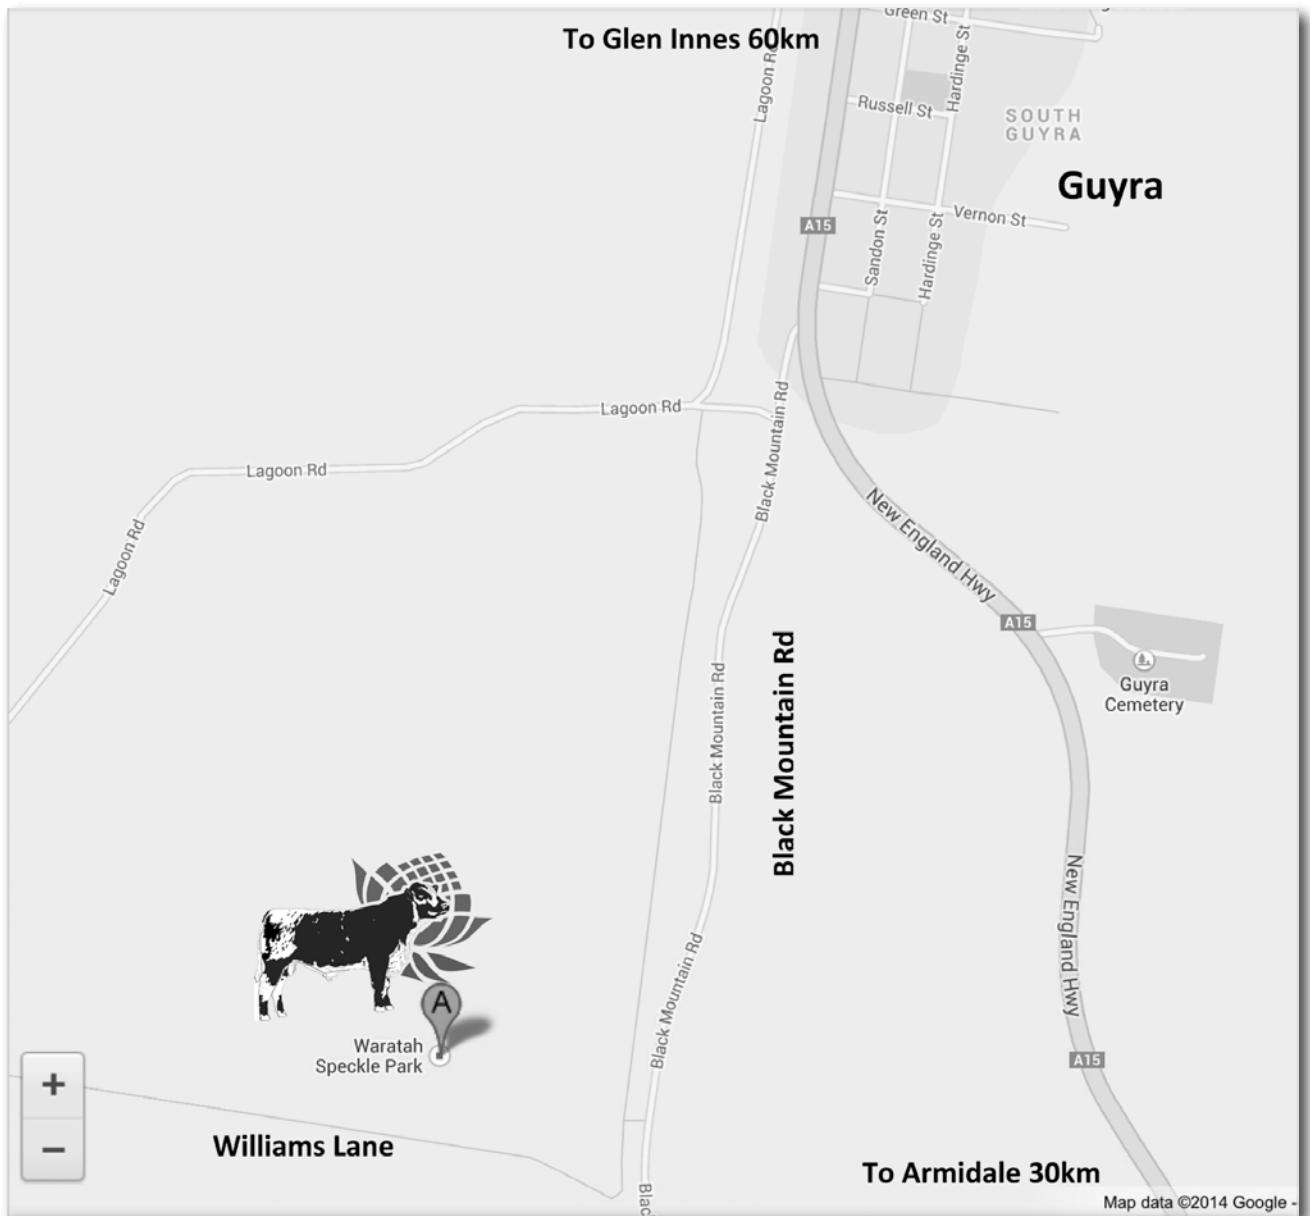 Green St
To Glen Innes 60km
Lagoon Rd
Hardinge St
Russell St
SOUTH
GUYRA
Guyra
A15
Sandon St
Hardinge St
Vernon St
Lagoon Rd
Black Mountain Rd
Lagoon Rd
Lagoon Rd
New England Hwy
A15
Black Mountain Rd
Black Mountain Rd
Guyra
Cemetery
New England Hwy
Black Mountain Rd
A
Waratah
Speckle Park
A15
+
−
Williams Lane
To Armidale 30km
Blac
Map data ©2014 Google -